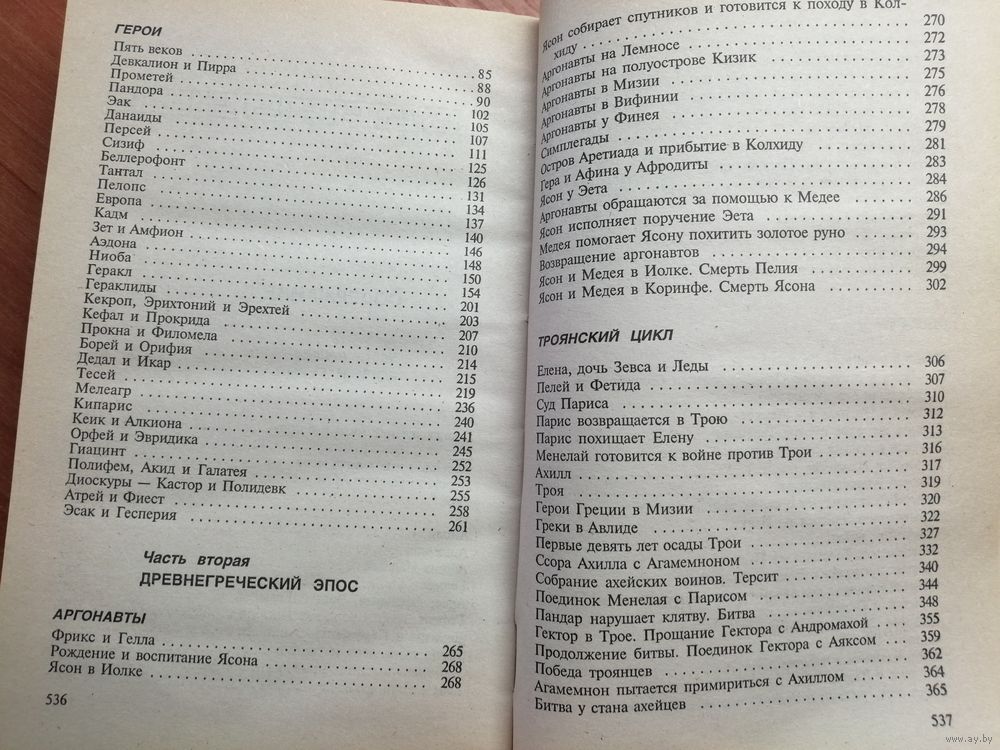 ГЕРОИ
Пять веков . . . . . 85
Девкалион и Пирра . . . . . 88
Прометей . . . . . 90
Пандора . . . . . 102
Эак . . . . . 105
Данаиды . . . . . 107
Персей . . . . . 111
Сизиф . . . . . 125
Беллерофонт . . . . . 126
Тантал . . . . . 131
Пелопс . . . . . 134
Европа . . . . . 137
Кадм . . . . . 140
Зет и Амфион . . . . . 146
Аэдона . . . . . 148
Ниоба . . . . . 150
Геракл . . . . . 154
Гераклиды . . . . . 201
Кекроп, Эрихтоний и Эрехтей . . . . . 203
Кефал и Прокрида . . . . . 207
Прокна и Филомела . . . . . 210
Борей и Орифия . . . . . 214
Дедал и Икар . . . . . 215
Тесей . . . . . 219
Мелеагр . . . . . 236
Кипарис . . . . . 240
Кеик и Алкиона . . . . . 241
Орфей и Эвридика . . . . . 245
Гиацинт . . . . . 252
Полифем, Акид и Галатея . . . . . 253
Диоскуры — Кастор и Полидевк . . . . . 255
Атрей и Фиест . . . . . 258
Эсак и Гесперия . . . . . 261
Часть вторая
ДРЕВНЕГРЕЧЕСКИЙ ЭПОС
АРГОНАВТЫ
Фрикс и Гелла . . . . . 265
Рождение и воспитание Ясона . . . . . 268
Ясон в Иолке . . . . . 268
536
Ясон собирает спутников и готовится к походу в Кол-
хиду . . . . . 270
Аргонавты на Лемносе . . . . . 272
Аргонавты на полуострове Кизик . . . . . 273
Аргонавты в Мизии . . . . . 275
Аргонавты в Вифинии . . . . . 276
Аргонавты у Финея . . . . . 278
Симплегады . . . . . 279
Остров Аретиада и прибытие в Колхиду . . . . . 281
Гера и Афина у Афродиты . . . . . 283
Ясон у Эета . . . . . 284
Аргонавты обращаются за помощью к Медее . . . . . 286
Ясон исполняет поручение Эета . . . . . 291
Медея помогает Ясону похитить золотое руно . . . . . 293
Возвращение аргонавтов . . . . . 294
Ясон и Медея в Иолке. Смерть Пелия . . . . . 299
Ясон и Медея в Коринфе. Смерть Ясона . . . . . 302
ТРОЯНСКИЙ ЦИКЛ
Елена, дочь Зевса и Леды . . . . . 306
Пелей и Фетида . . . . . 307
Суд Париса . . . . . 310
Парис возвращается в Трою . . . . . 312
Парис похищает Елену . . . . . 313
Менелай готовится к войне против Трои . . . . . 316
Ахилл . . . . . 317
Троя . . . . . 319
Герои Греции в Мизии . . . . . 320
Греки в Авлиде . . . . . 322
Первые девять лет осады Трои . . . . . 327
Ссора Ахилла с Агамемноном . . . . . 332
Собрание ахейских воинов. Терсит . . . . . 340
Поединок Менелая с Парисом . . . . . 344
Пандар нарушает клятву. Битва . . . . . 348
Гектор в Трое. Прощание Гектора с Андромахой . . . . . 355
Продолжение битвы. Поединок Гектора с Аяксом . . . . . 359
Победа троянцев . . . . . 362
Агамемнон пытается примириться с Ахиллом . . . . . 364
Битва у стана ахейцев . . . . . 365
537
www.ay.by